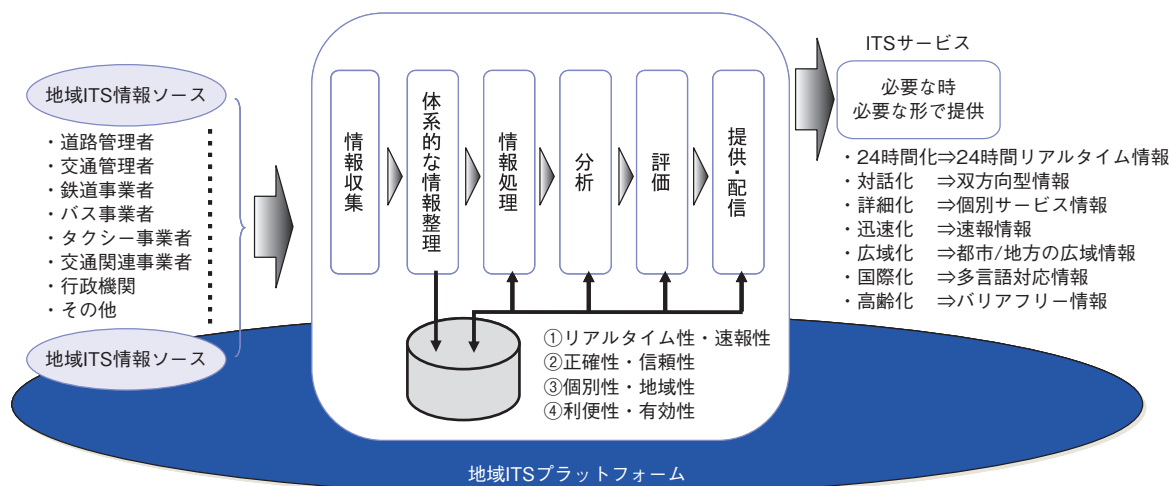 地域ITS情報ソース
・道路管理者
・交通管理者
・鉄道事業者
・バス事業者
・タクシー事業者
・交通関連事業者
・行政機関
・その他
地域ITS情報ソース
情報収集
体系的な情報整理
情報処理
分析
評価
提供・配信
①リアルタイム性・速報性
②正確性・信頼性
③個別性・地域性
④利便性・有効性
ITSサービス
必要な時
必要な形で提供
・24時間化⇒24時間リアルタイム情報
・対話化 ⇒双方向型情報
・詳細化 ⇒個別サービス情報
・迅速化 ⇒速報情報
・広域化 ⇒都市/地方の広域情報
・国際化 ⇒多言語対応情報
・高齢化 ⇒バリアフリー情報
地域ITSプラットフォーム